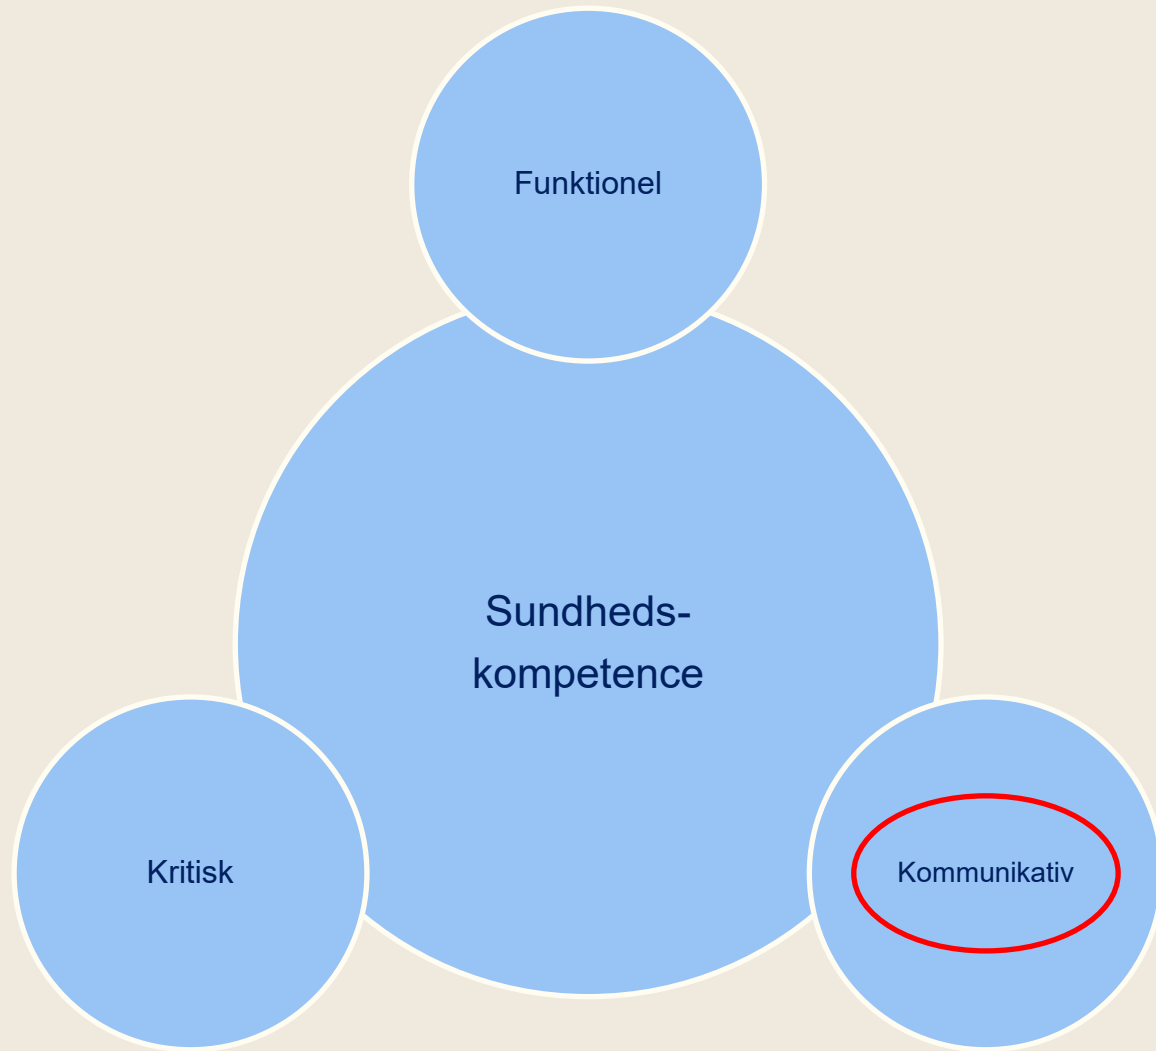 Funktionel
Sundheds-
kompetence
Kritisk
Kommunikativ